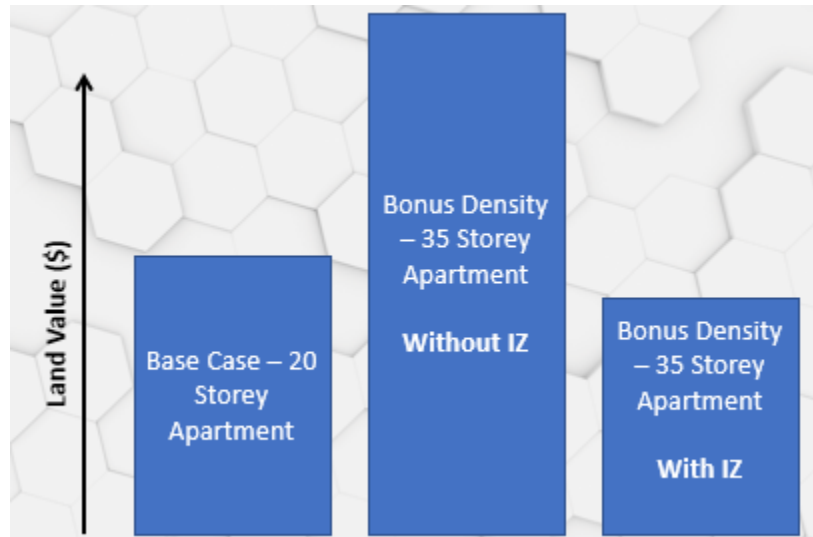 Land Value ($)
Base Case – 20
Storey
Apartment
Bonus Density
– 35 Storey
Apartment
Without IZ
Bonus Density
– 35 Storey
Apartment
With IZ